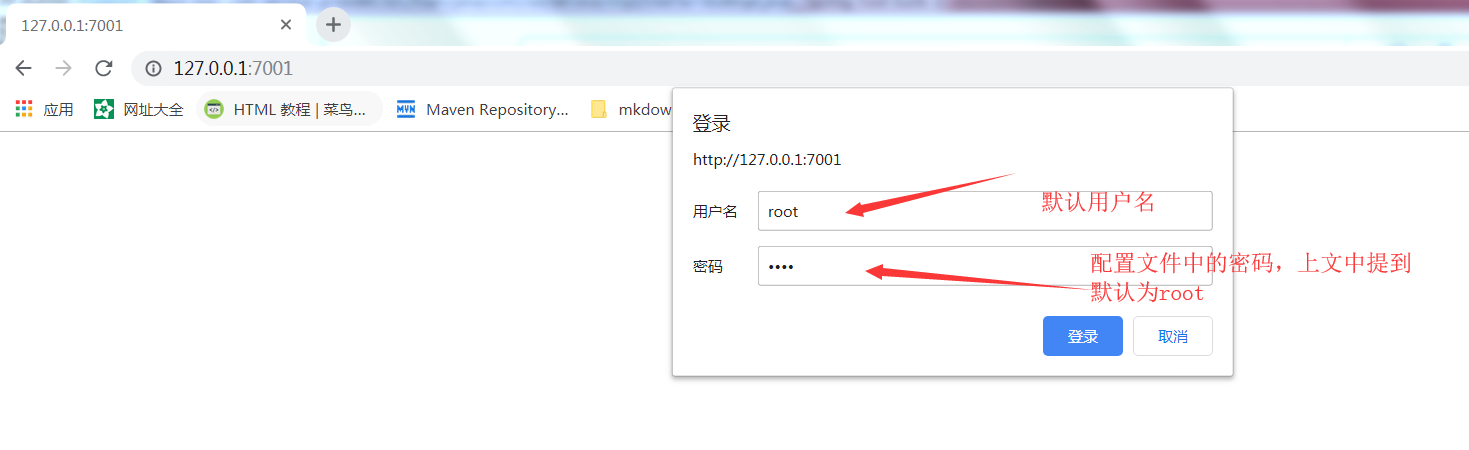 127.0.0.1:7001
127.0.0.1:7001
应用 网址大全 HTML 教程 | 菜鸟... MVN Maven Repository... mkdow
登录
http://127.0.0.1:7001
用户名 root 默认用户名
密码 •••• 配置文件中的密码，上文中提到
默认为root
登录 取消